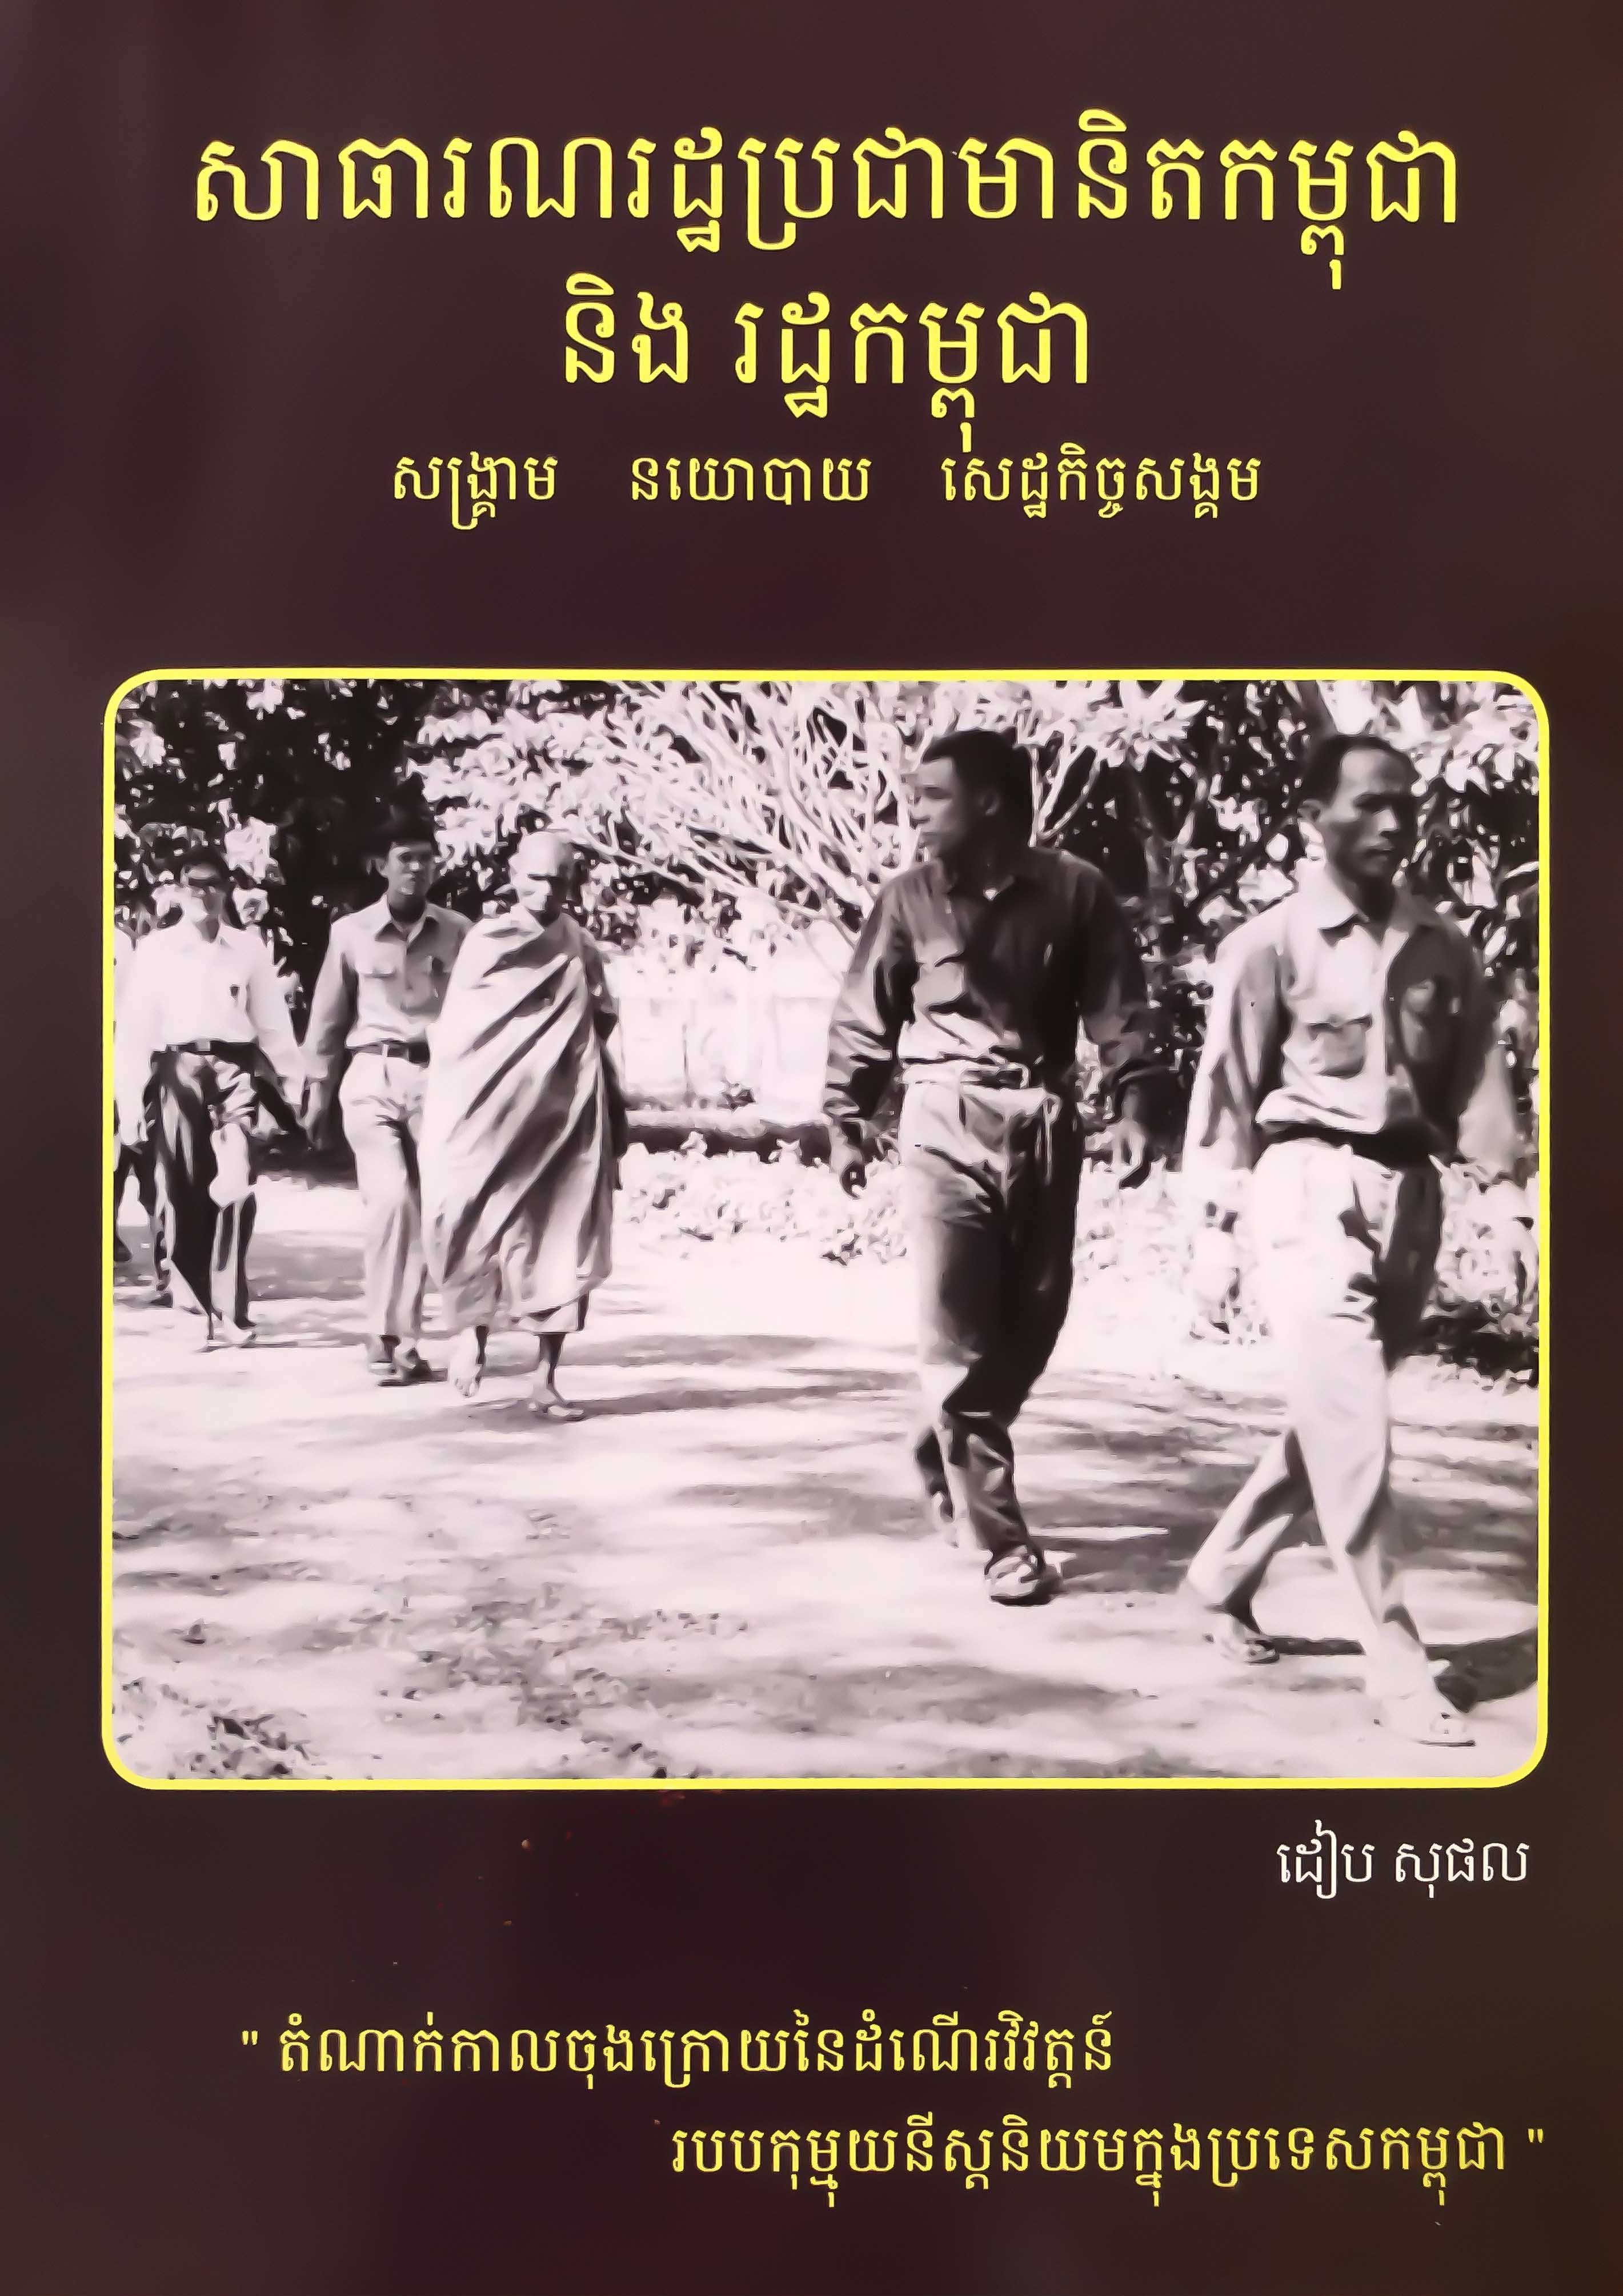 សាធារណរដ្ឋប្រជាមានិតកម្ពុជា
និង រដ្ឋកម្ពុជា
សង្គ្រាម នយោបាយ សេដ្ឋកិច្ចសង្គម
ដៀប សុផល
" តំណាក់កាលចុងក្រោយនៃដំណើរវិវត្តន៍
របបកុម្មុយនីស្តនិយមក្នុងប្រទេសកម្ពុជា "